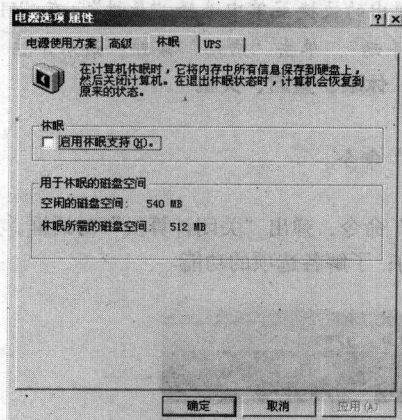 电源选项 属性
电源使用方案 高级 休眠 UPS
在计算机休眠时，它将内存中所有信息保存到硬盘上，
然后关闭计算机。在退出休眠状态时，计算机会恢复到
原来的状态。
休眠
启用休眠支持(H)。
用于休眠的磁盘空间
空闲的磁盘空间: 540 MB
休眠所需的磁盘空间: 512 MB
确定 取消 应用(A)